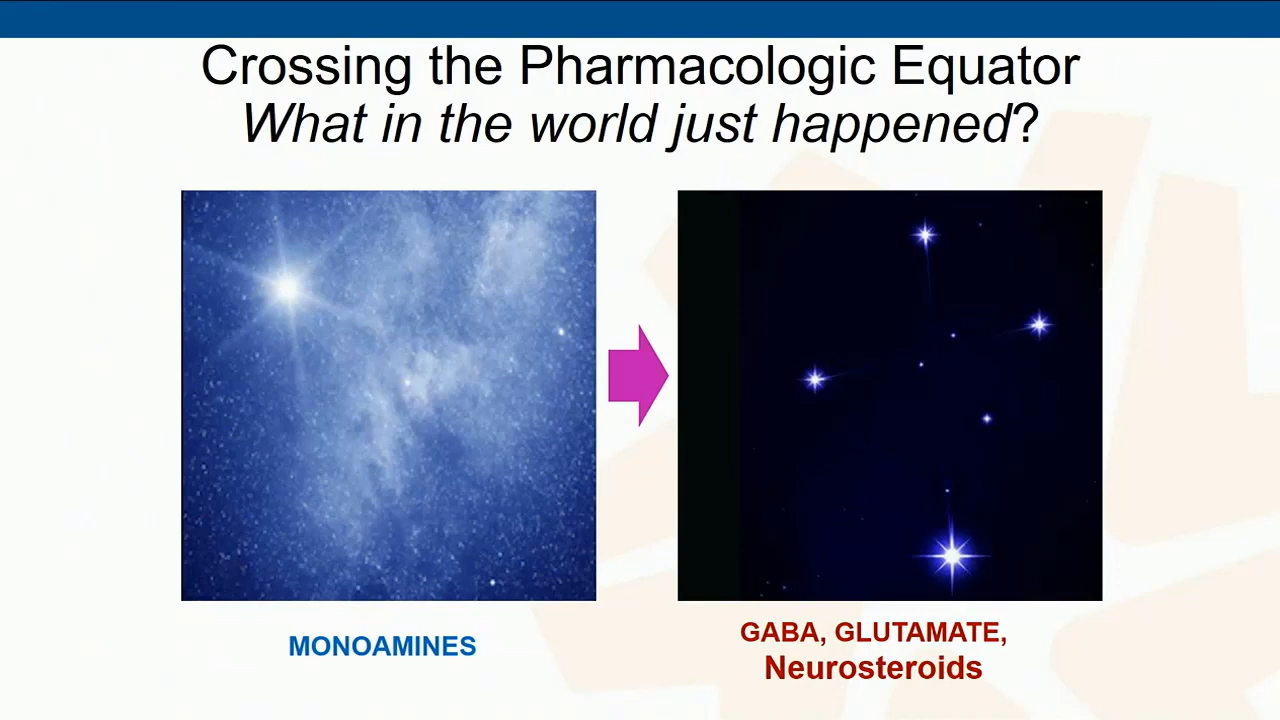 Crossing the Pharmacologic Equator
What in the world just happened?
MONOAMINES
GABA, GLUTAMATE,
Neurosteroids